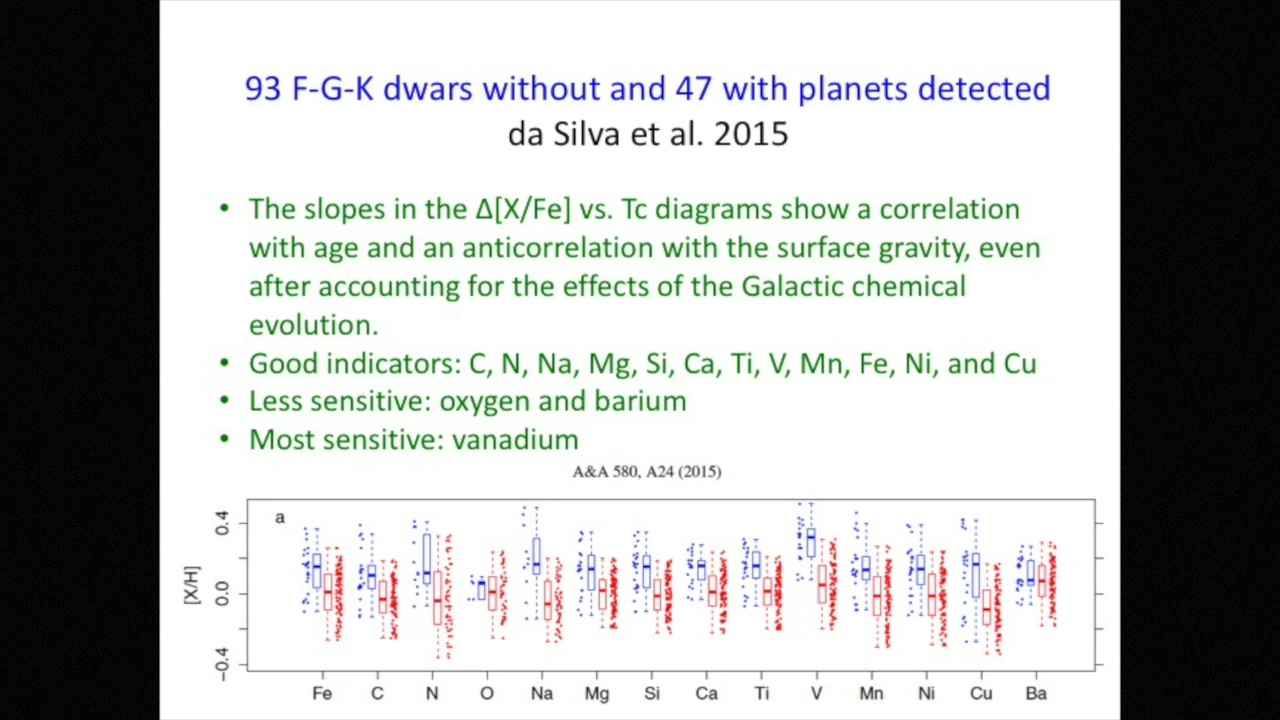 93 F-G-K dwars without and 47 with planets detected
da Silva et al. 2015
• The slopes in the Δ[X/Fe] vs. Tc diagrams show a correlation
with age and an anticorrelation with the surface gravity, even
after accounting for the effects of the Galactic chemical
evolution.
• Good indicators: C, N, Na, Mg, Si, Ca, Ti, V, Mn, Fe, Ni, and Cu
• Less sensitive: oxygen and barium
• Most sensitive: vanadium
A&A 580, A24 (2015)
a
[X/H]
0.4
0.0
−0.4
Fe C N O Na Mg Si Ca Ti V Mn Ni Cu Ba